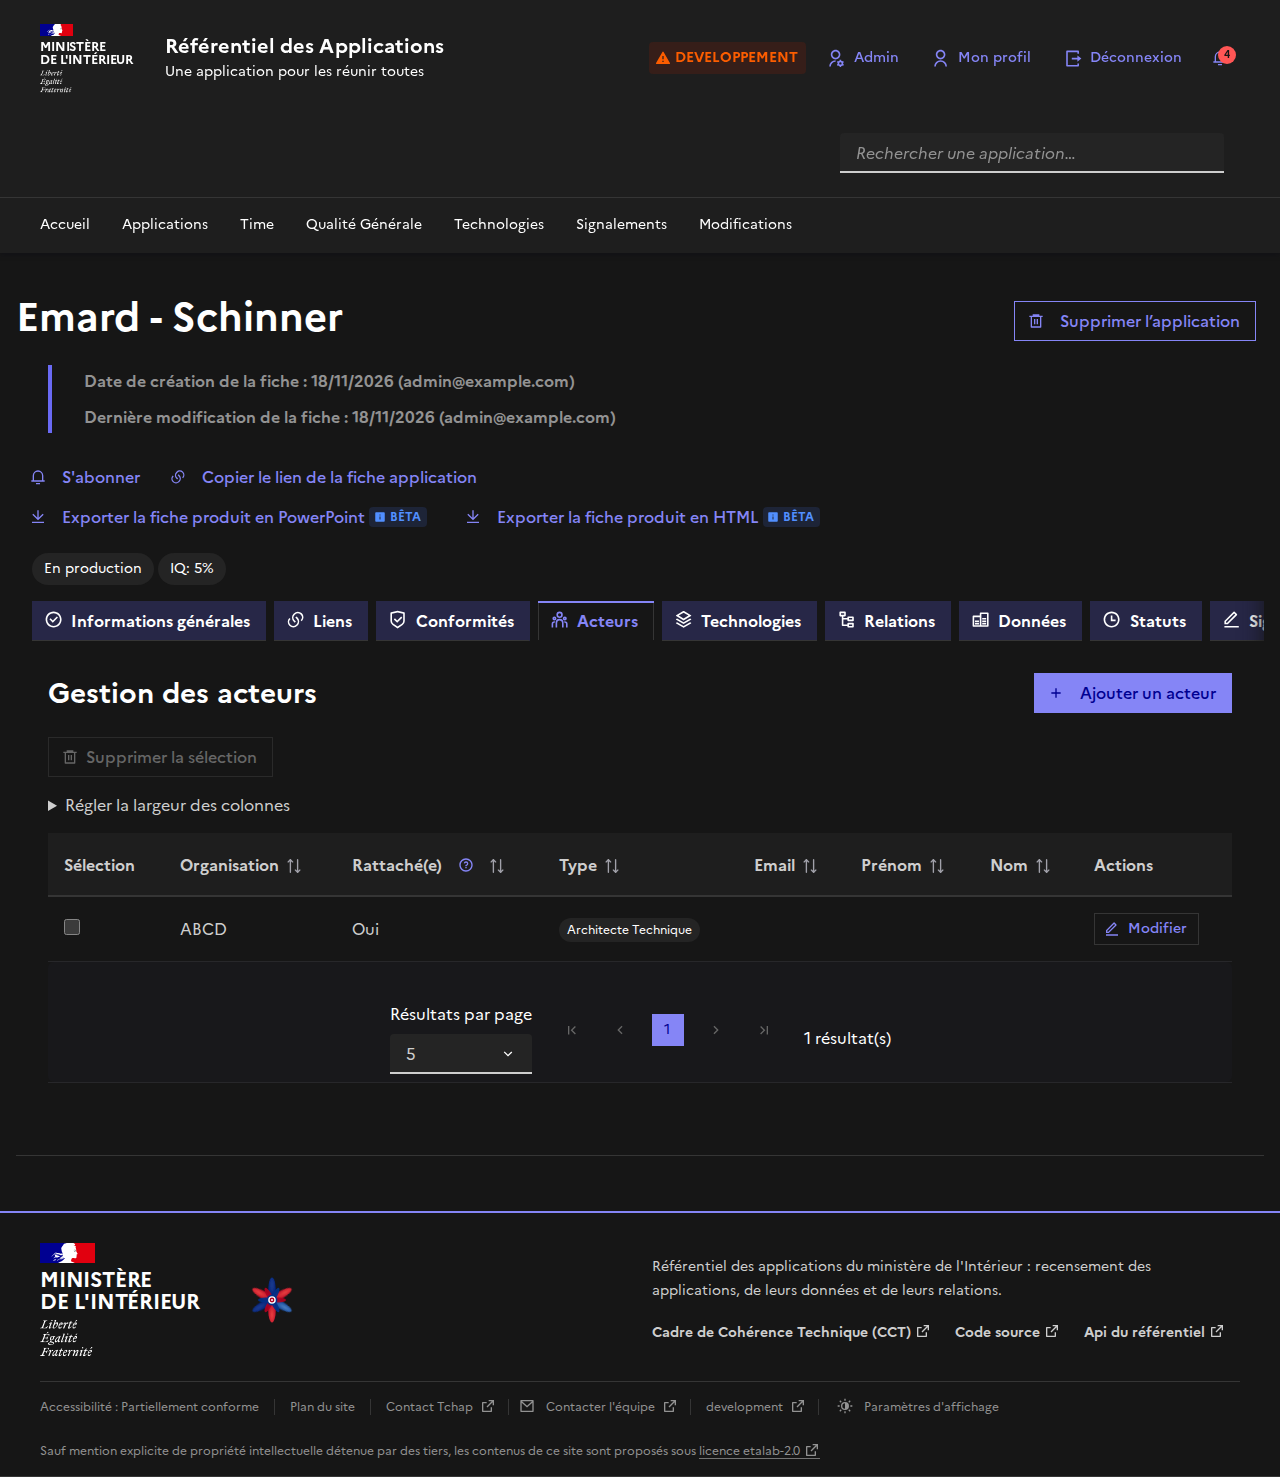 MINISTÈRE
DE L'INTÉRIEUR
Liberté
Égalité
Fraternité
Référentiel des Applications
Une application pour les réunir toutes
DEVELOPPEMENT
Admin
Mon profil
Déconnexion
4
Rechercher une application…
Accueil
Applications
Time
Qualité Générale
Technologies
Signalements
Modifications
Emard - Schinner
Supprimer l’application
Date de création de la fiche : 18/11/2026 (admin@example.com)
Dernière modification de la fiche : 18/11/2026 (admin@example.com)
S'abonner
Copier le lien de la fiche application
Exporter la fiche produit en PowerPoint
BÊTA
Exporter la fiche produit en HTML
BÊTA
En production
IQ: 5%
Informations générales
Liens
Conformités
Acteurs
Technologies
Relations
Données
Statuts
Gestion des acteurs
Ajouter un acteur
Supprimer la sélection
Régler la largeur des colonnes
Sélection
Organisation
Rattaché(e)
Type
Email
Prénom
Nom
Actions
ABCD
Oui
Architecte Technique
Modifier
Résultats par page
5
1
1 résultat(s)
MINISTÈRE
DE L'INTÉRIEUR
Liberté
Égalité
Fraternité
Référentiel des applications du ministère de l'Intérieur : recensement des
applications, de leurs données et de leurs relations.
Cadre de Cohérence Technique (CCT)
Code source
Api du référentiel
Accessibilité : Partiellement conforme
Plan du site
Contact Tchap
Contacter l'équipe
development
Paramètres d'affichage
Sauf mention explicite de propriété intellectuelle détenue par des tiers, les contenus de ce site sont proposés sous licence etalab-2.0